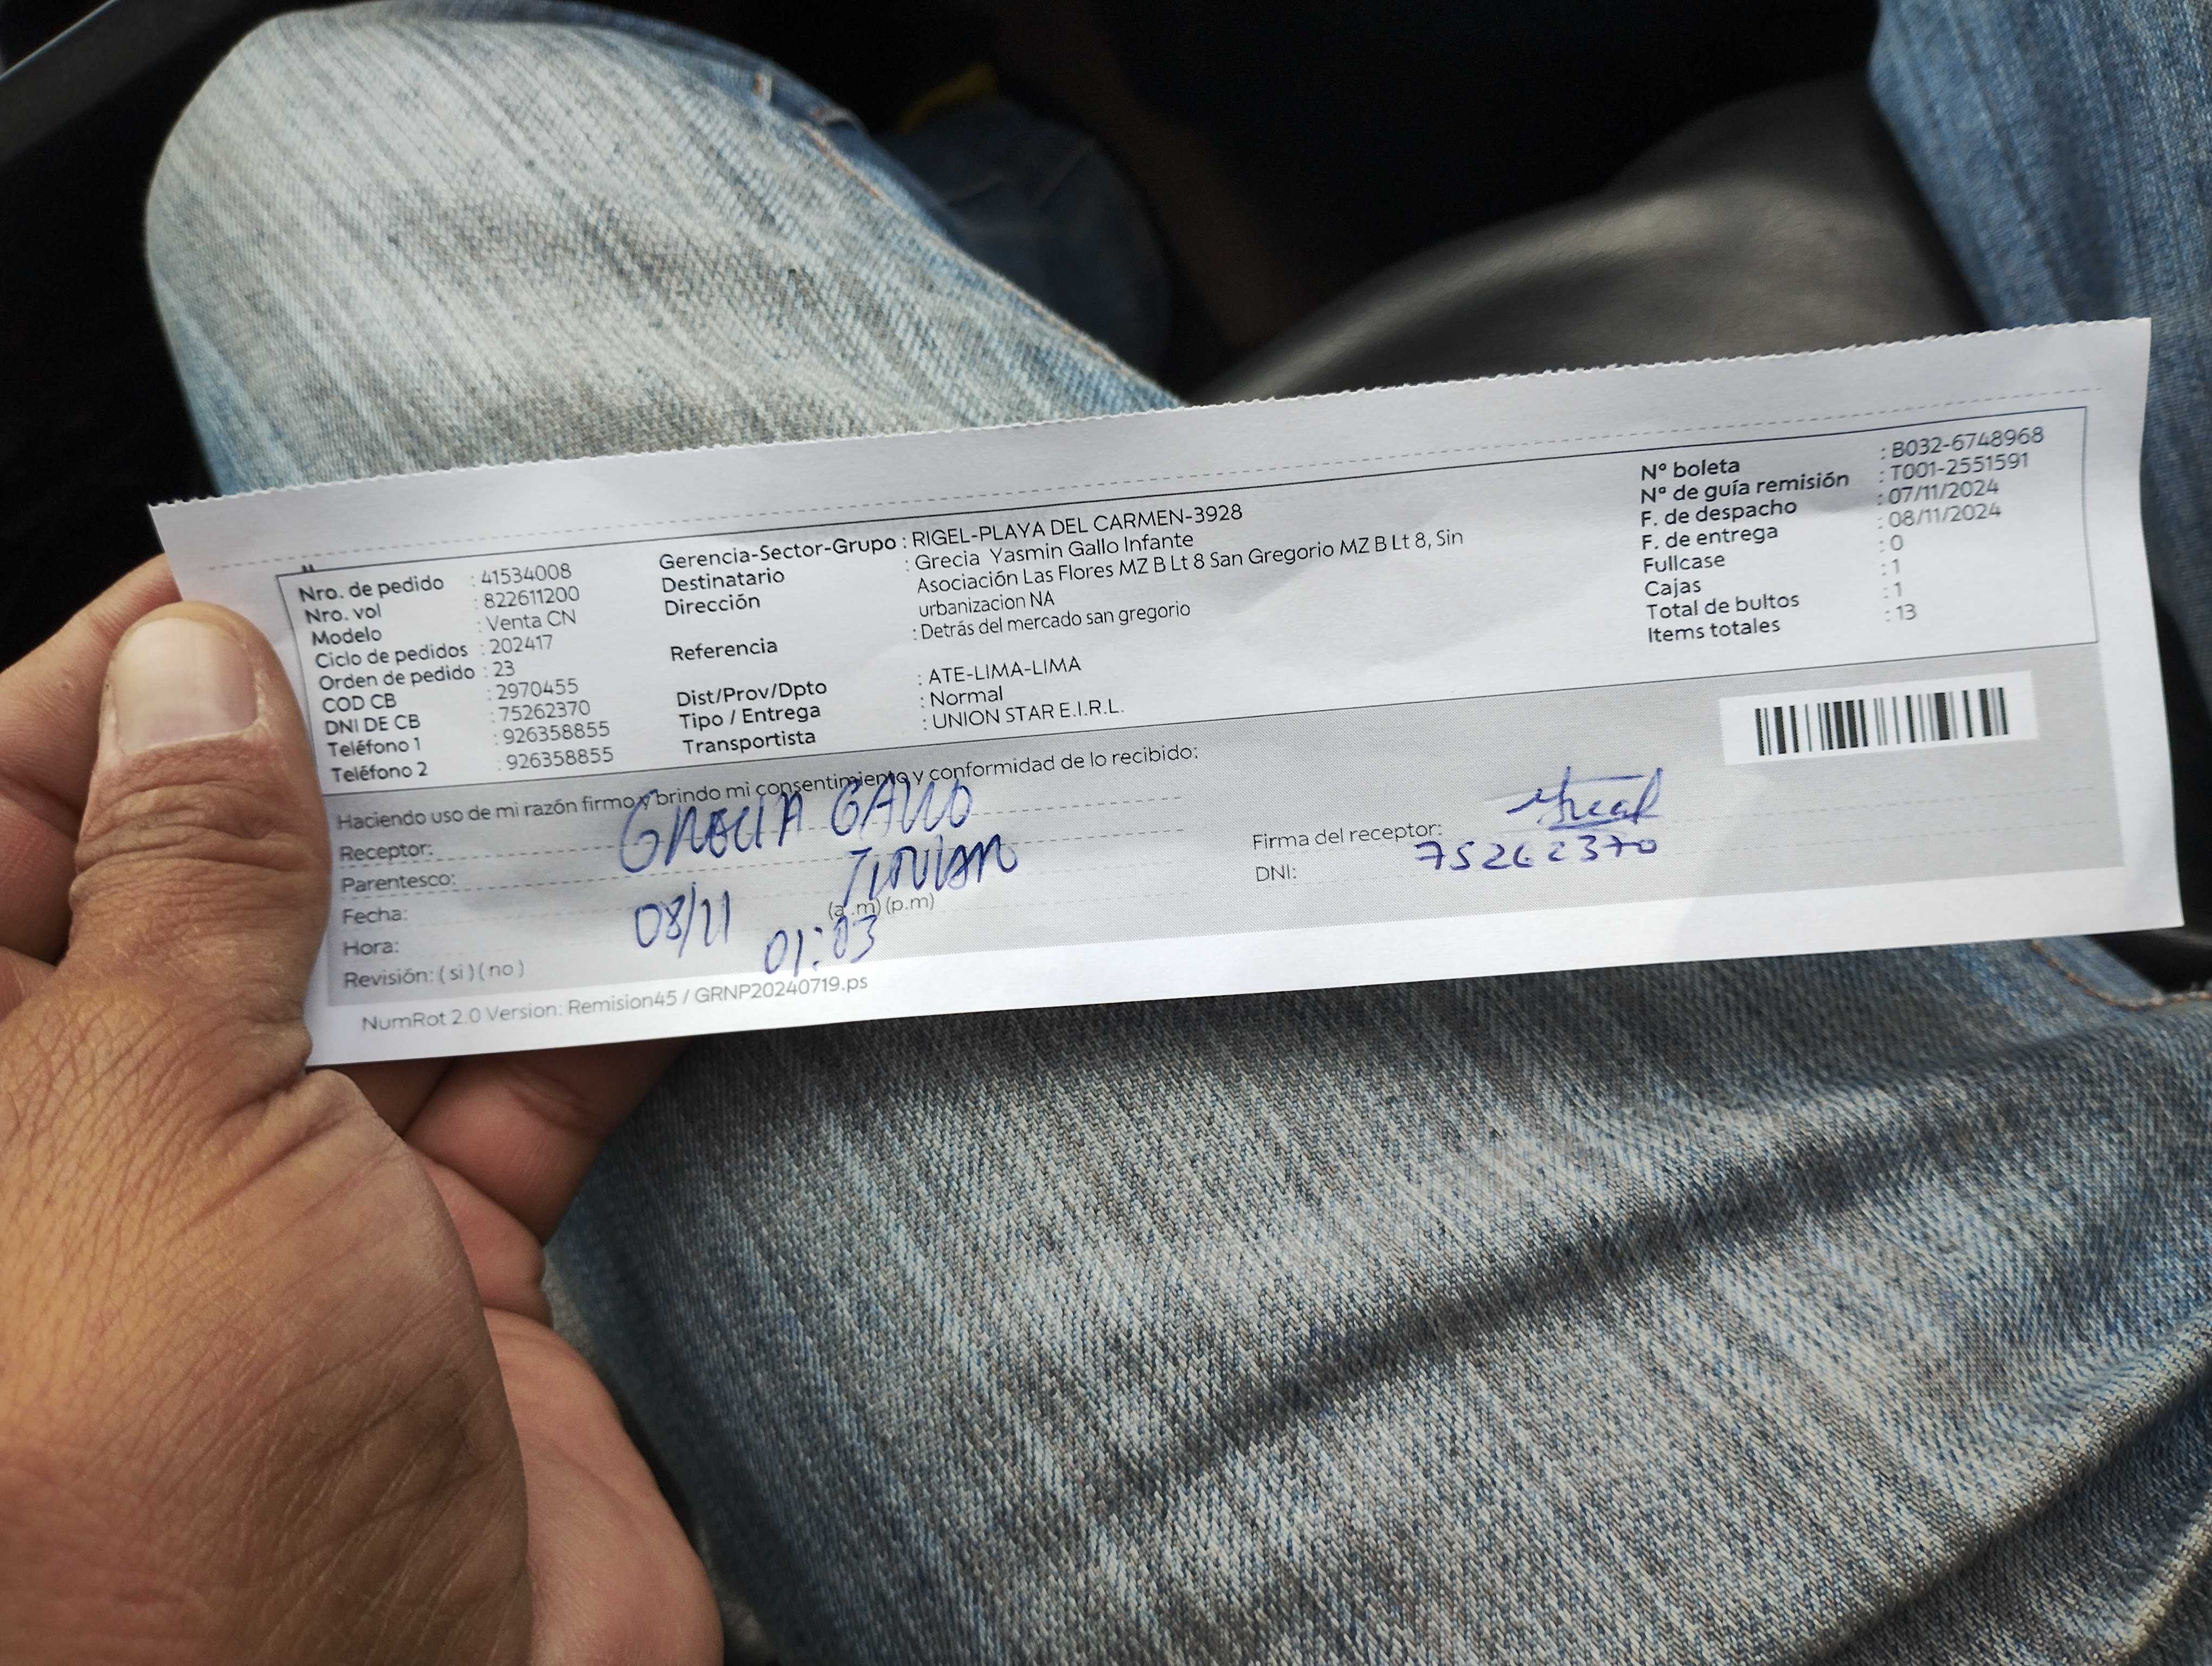 Nro. de pedido : 41534008
Nro. vol : 822611200
Modelo : Venta CN
Ciclo de pedidos : 202417
Orden de pedido : 23
COD CB : 2970455
DNI DE CB : 75262370
Teléfono 1 : 926358855
Teléfono 2 : 926358855
Gerencia-Sector-Grupo : RIGEL-PLAYA DEL CARMEN-3928
Destinatario : Grecia Yasmin Gallo Infante
Dirección Asociación Las Flores MZ B Lt 8 San Gregorio MZ B Lt 8, Sin
urbanizacion NA
Referencia : Detrás del mercado san gregorio
Dist/Prov/Dpto : ATE-LIMA-LIMA
Tipo / Entrega : Normal
Transportista : UNION STAR E.I.R.L.
Nº boleta : B032-6748968
Nº de guía remisión : T001-2551591
F. de despacho : 07/11/2024
F. de entrega : 08/11/2024
Fullcase : 0
Cajas : 1
Total de bultos : 1
Items totales : 13
Haciendo uso de mi razón firmo y brindo mi consentimiento y conformidad de lo recibido:
Receptor: GRECIA GALLO
Parentesco:
Fecha: 08/11
Hora: 01:03 (a.m) (p.m)
Revisión: ( si ) ( no )
Firma del receptor:
DNI: 75262370
NumRot 2.0 Version: Remision45 / GRNP20240719.ps